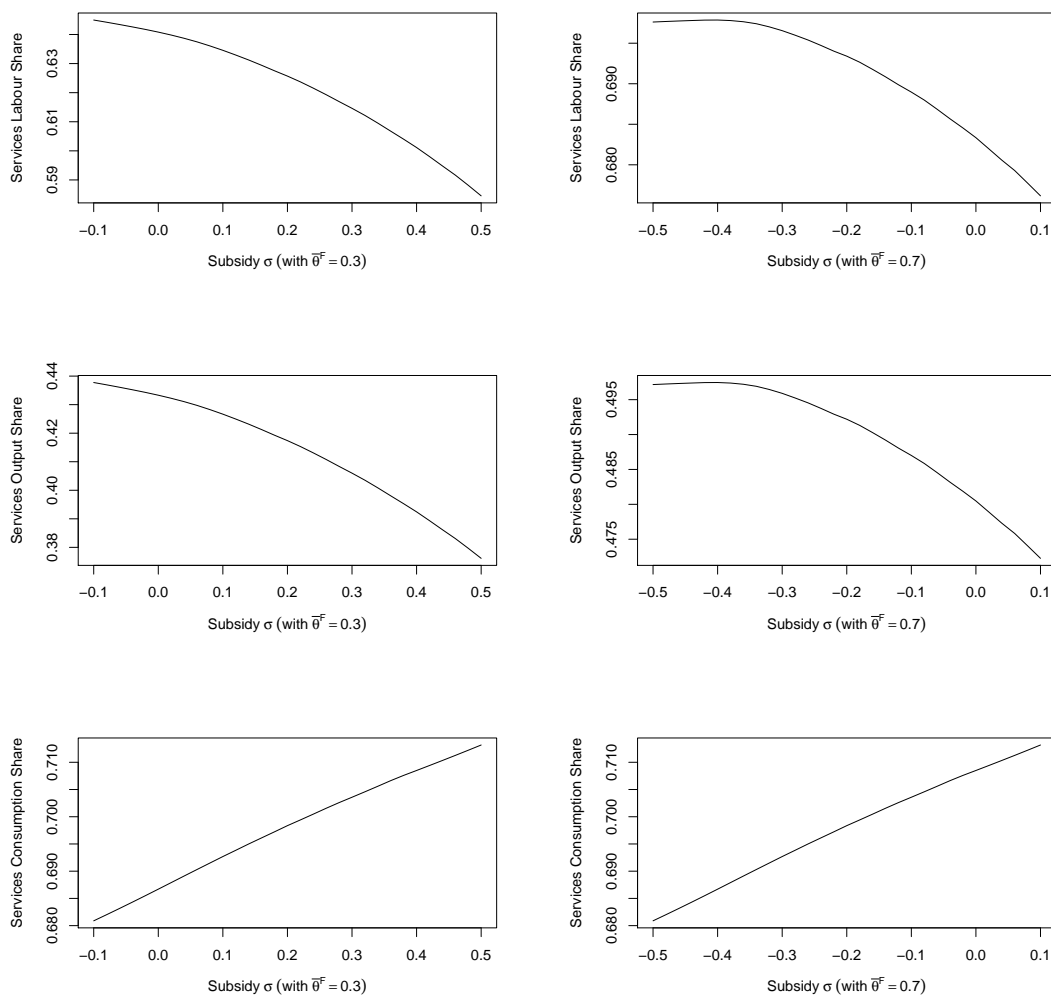 Services Labour Share
0.59 0.61 0.63
−0.1 0.0 0.1 0.2 0.3 0.4 0.5
Subsidy σ (with θ̅ᶠ = 0.3)
Services Labour Share
0.680 0.690
−0.5 −0.4 −0.3 −0.2 −0.1 0.0 0.1
Subsidy σ (with θ̅ᶠ = 0.7)
Services Output Share
0.38 0.40 0.42 0.44
−0.1 0.0 0.1 0.2 0.3 0.4 0.5
Subsidy σ (with θ̅ᶠ = 0.3)
Services Output Share
0.475 0.485 0.495
−0.5 −0.4 −0.3 −0.2 −0.1 0.0 0.1
Subsidy σ (with θ̅ᶠ = 0.7)
Services Consumption Share
0.680 0.690 0.700 0.710
−0.1 0.0 0.1 0.2 0.3 0.4 0.5
Subsidy σ (with θ̅ᶠ = 0.3)
Services Consumption Share
0.680 0.690 0.700 0.710
−0.5 −0.4 −0.3 −0.2 −0.1 0.0 0.1
Subsidy σ (with θ̅ᶠ = 0.7)